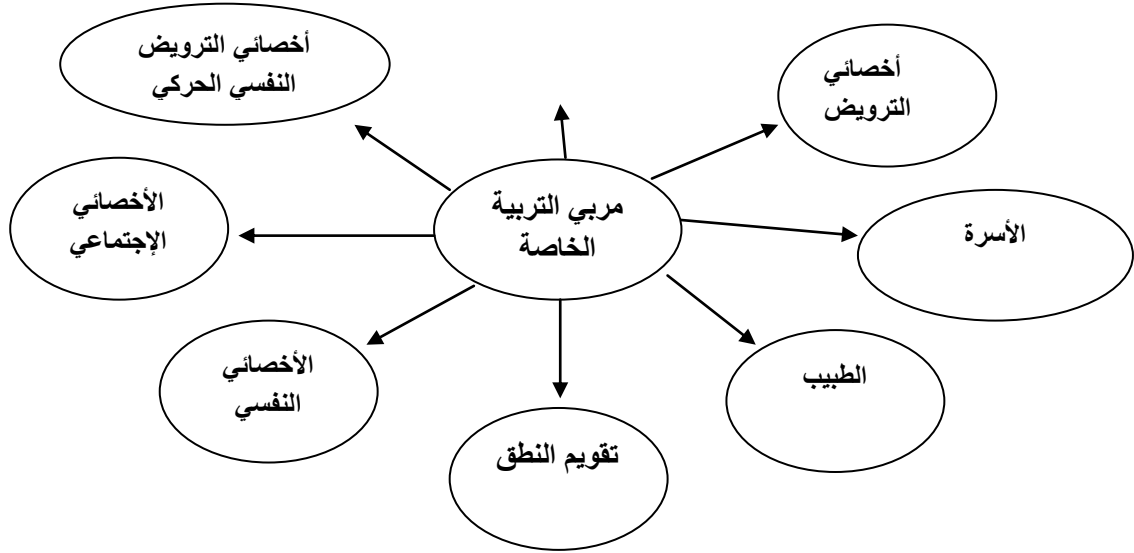 أخصائي الترويض
النفسي الحركي
أخصائي
الترويض
مربي التربية
الخاصة
الأخصائي
الإجتماعي
الأسرة
الأخصائي
النفسي
الطبيب
تقويم النطق